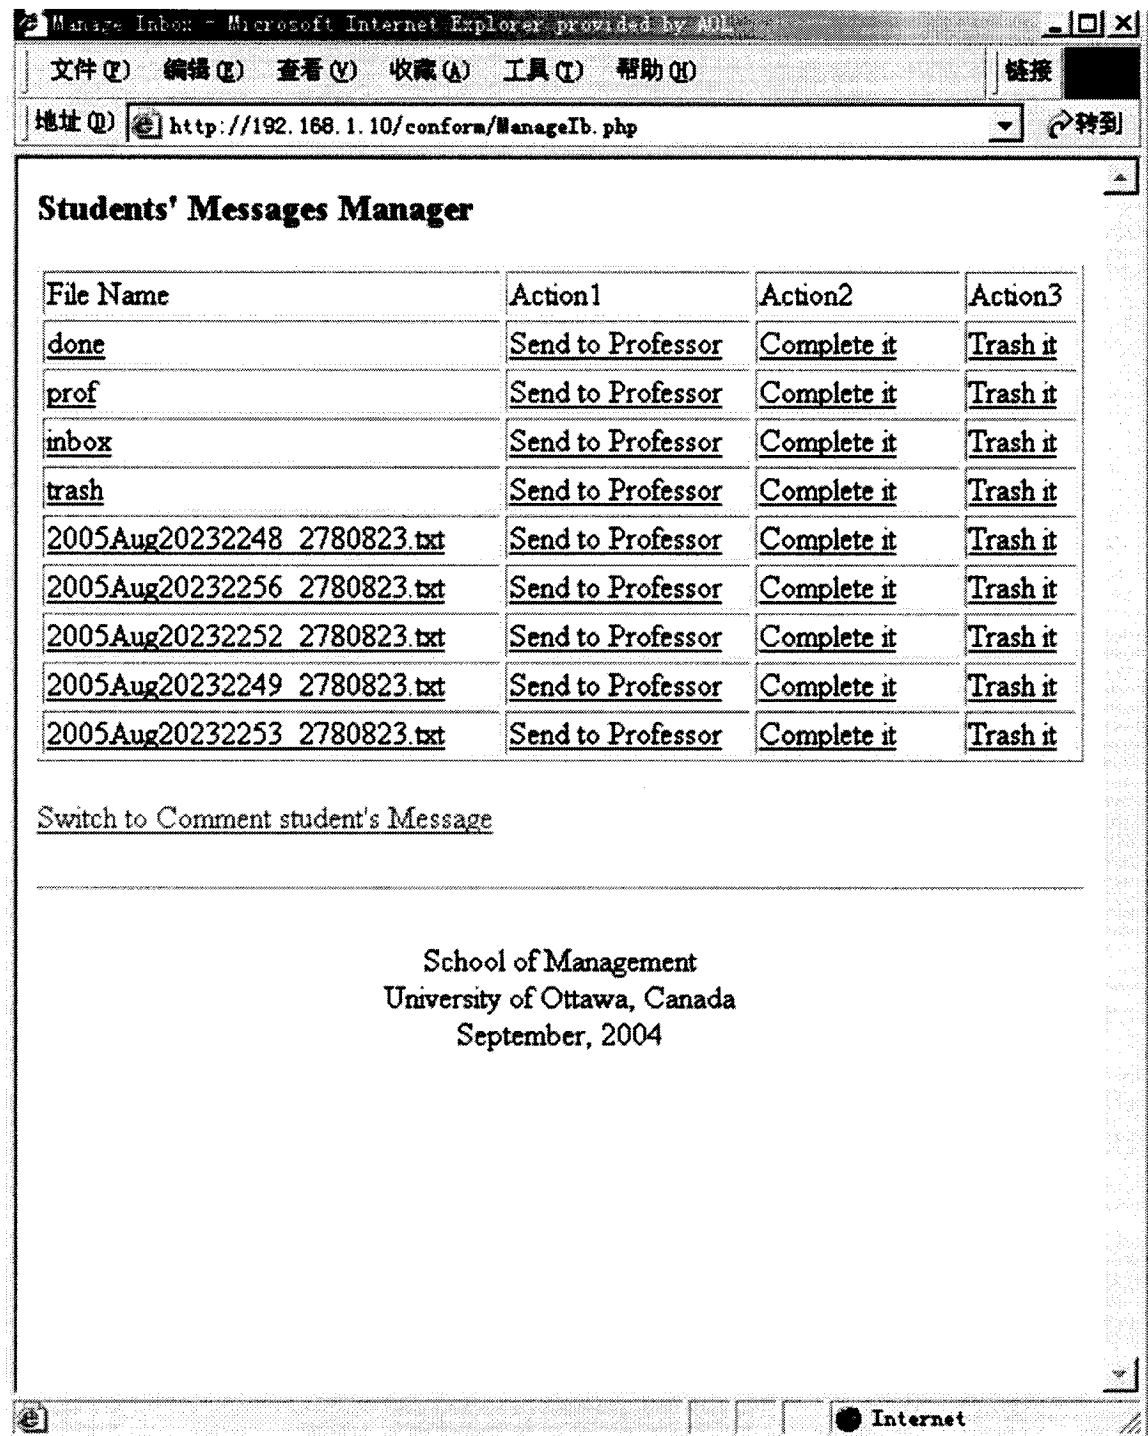 Manage Inbox - Microsoft Internet Explorer provided by AOL
文件(F) 编辑(E) 查看(V) 收藏(A) 工具(T) 帮助(H) 链接
地址(D) http://192.168.1.10/conform/ManageIb.php 转到
Students' Messages Manager
File Name Action1 Action2 Action3
done Send to Professor Complete it Trash it
prof Send to Professor Complete it Trash it
inbox Send to Professor Complete it Trash it
trash Send to Professor Complete it Trash it
2005Aug20232248_2780823.txt Send to Professor Complete it Trash it
2005Aug20232256_2780823.txt Send to Professor Complete it Trash it
2005Aug20232252_2780823.txt Send to Professor Complete it Trash it
2005Aug20232249_2780823.txt Send to Professor Complete it Trash it
2005Aug20232253_2780823.txt Send to Professor Complete it Trash it
Switch to Comment student's Message
School of Management
University of Ottawa, Canada
September, 2004
Internet